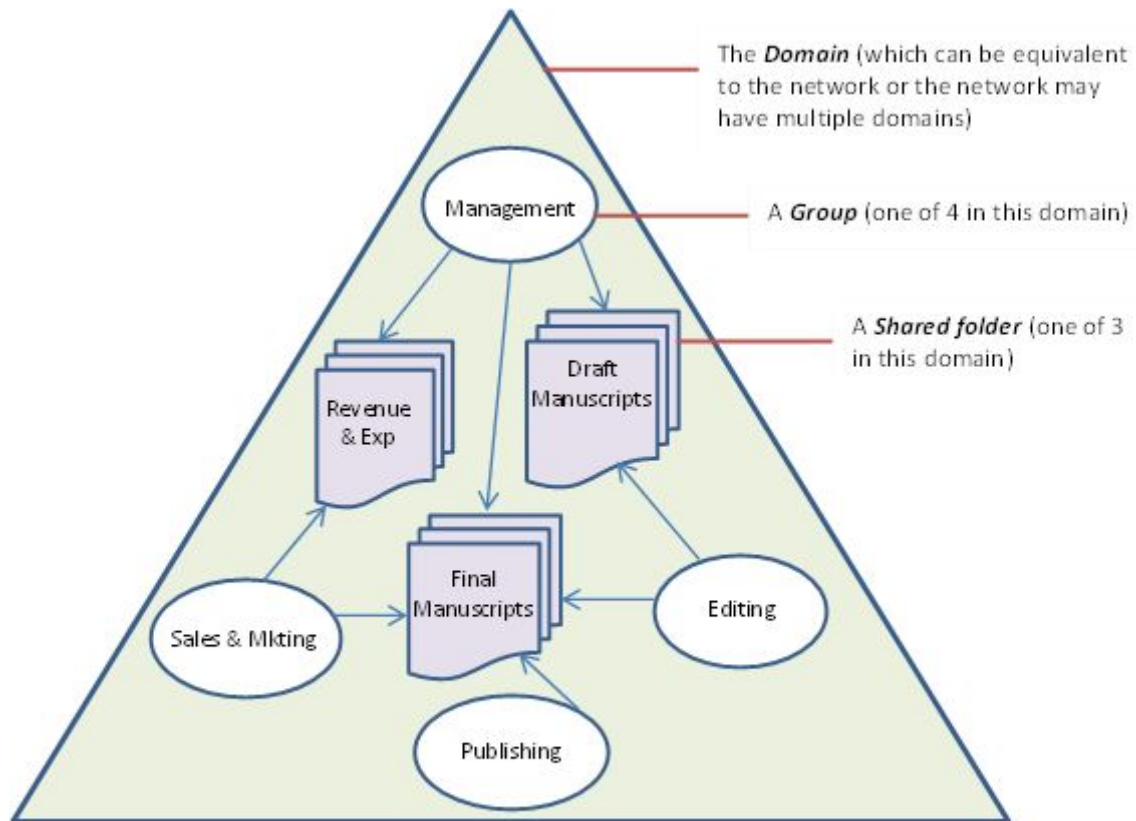 The Domain (which can be equivalent
to the network or the network may
have multiple domains)
Management
A Group (one of 4 in this domain)
A Shared folder (one of 3
in this domain)
Draft
Manuscripts
Revenue
& Exp
Final
Manuscripts
Editing
Sales & Mkting
Publishing